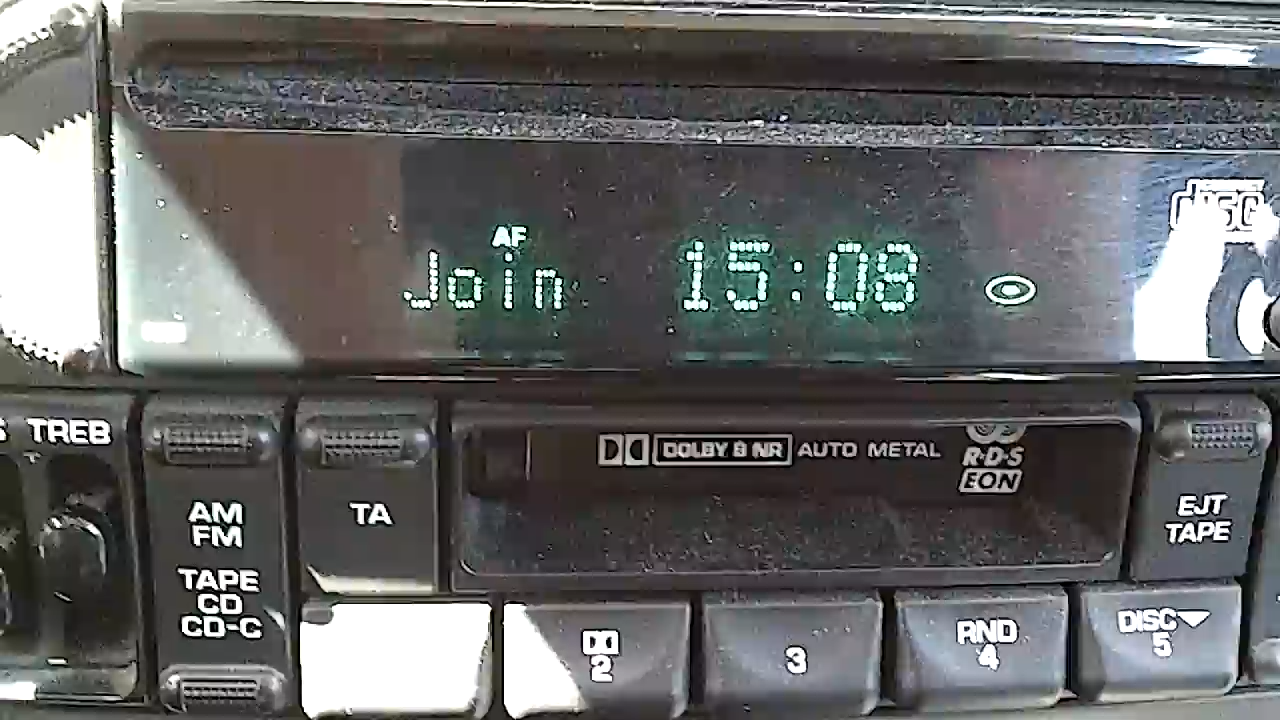 AF
Join 15:08
DISC
TREB
DOLBY B NR AUTO METAL
R·D·S
EON
AM
FM
TAPE
CD
CD-C
TA
EJT
TAPE
2
3
RND
4
DISC
5